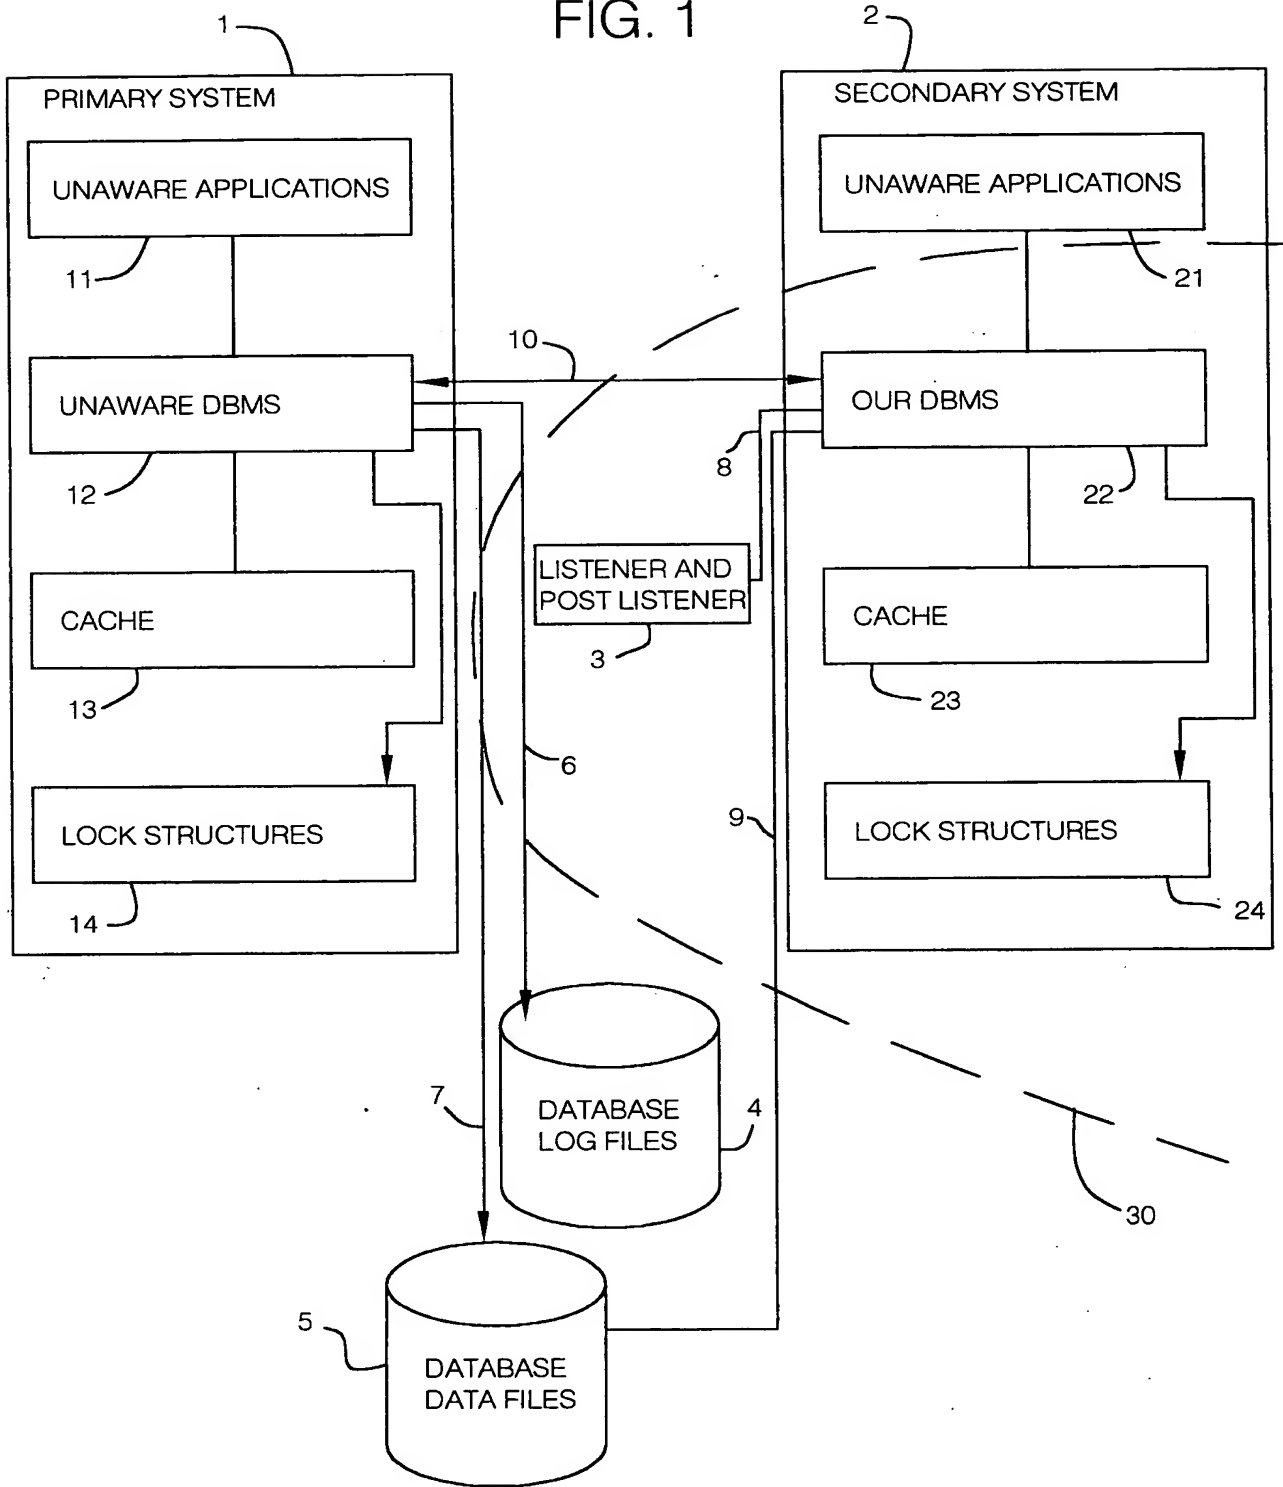 FIG. 1
1
2
PRIMARY SYSTEM
SECONDARY SYSTEM
UNAWARE APPLICATIONS
UNAWARE APPLICATIONS
11
21
10
UNAWARE DBMS
OUR DBMS
8
12
22
LISTENER AND
POST LISTENER
3
CACHE
CACHE
13
23
6
9
LOCK STRUCTURES
LOCK STRUCTURES
14
24
7
DATABASE
LOG FILES
4
30
5
DATABASE
DATA FILES